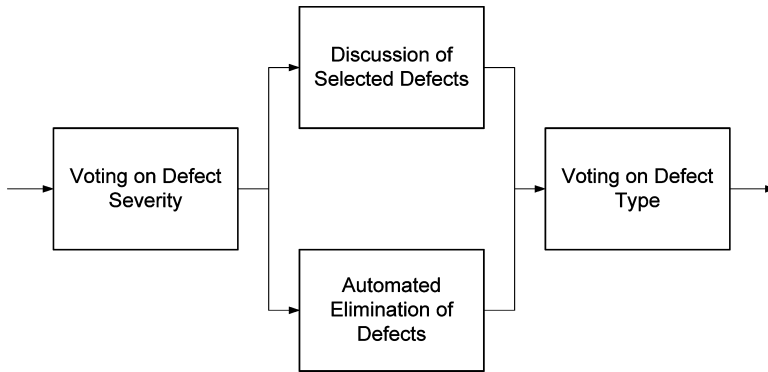 Discussion of
Selected Defects
Voting on Defect
Severity
Voting on Defect
Type
Automated
Elimination of
Defects